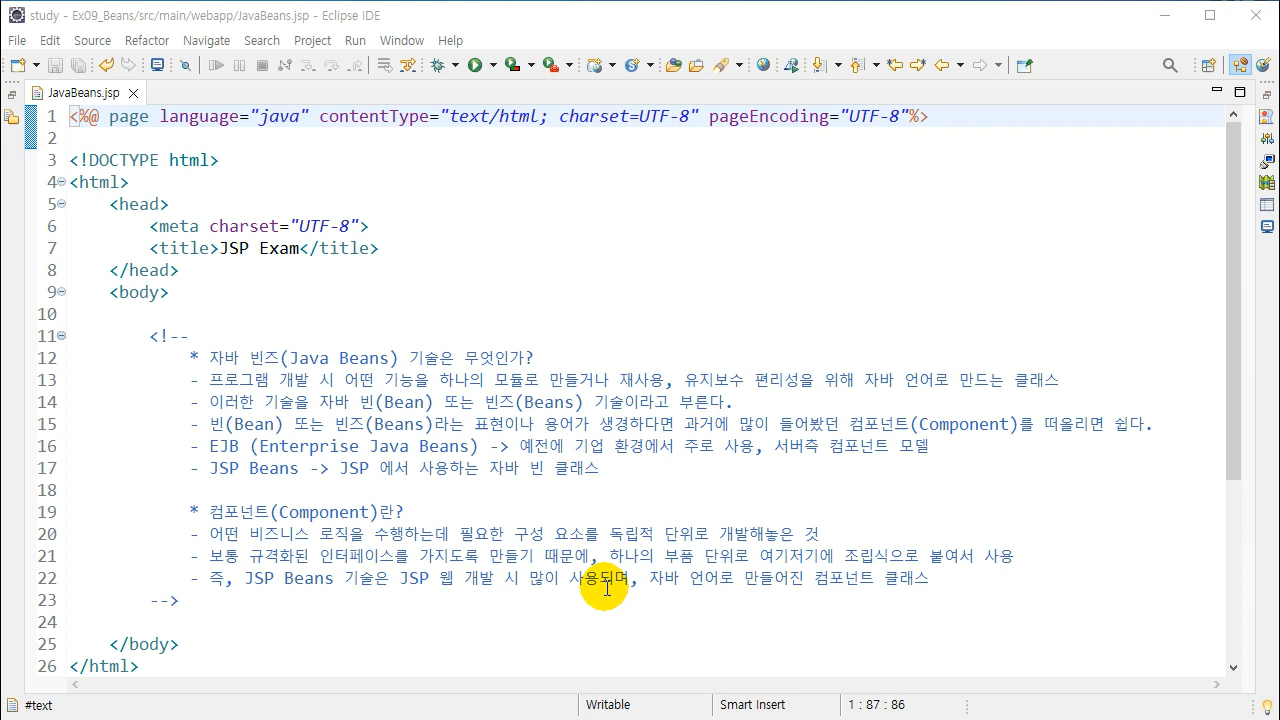 study - Ex09_Beans/src/main/webapp/JavaBeans.jsp - Eclipse IDE
File Edit Source Refactor Navigate Search Project Run Window Help
JavaBeans.jsp
1 <%@ page language="java" contentType="text/html; charset=UTF-8" pageEncoding="UTF-8"%>
2
3 <!DOCTYPE html>
4 <html>
5 <head>
6 <meta charset="UTF-8">
7 <title>JSP Exam</title>
8 </head>
9 <body>
10
11 <!--
12 * 자바 빈즈(Java Beans) 기술은 무엇인가?
13 - 프로그램 개발 시 어떤 기능을 하나의 모듈로 만들거나 재사용, 유지보수 편리성을 위해 자바 언어로 만드는 클래스
14 - 이러한 기술을 자바 빈(Bean) 또는 빈즈(Beans) 기술이라고 부른다.
15 - 빈(Bean) 또는 빈즈(Beans)라는 표현이나 용어가 생경하다면 과거에 많이 들어봤던 컴포넌트(Component)를 떠올리면 쉽다.
16 - EJB (Enterprise Java Beans) -> 예전에 기업 환경에서 주로 사용, 서버측 컴포넌트 모델
17 - JSP Beans -> JSP 에서 사용하는 자바 빈 클래스
18
19 * 컴포넌트(Component)란?
20 - 어떤 비즈니스 로직을 수행하는데 필요한 구성 요소를 독립적 단위로 개발해놓은 것
21 - 보통 규격화된 인터페이스를 가지도록 만들기 때문에, 하나의 부품 단위로 여기저기에 조립식으로 붙여서 사용
22 - 즉, JSP Beans 기술은 JSP 웹 개발 시 많이 사용되며, 자바 언어로 만들어진 컴포넌트 클래스
23 -->
24
25 </body>
26 </html>
#text Writable Smart Insert 1 : 87 : 86